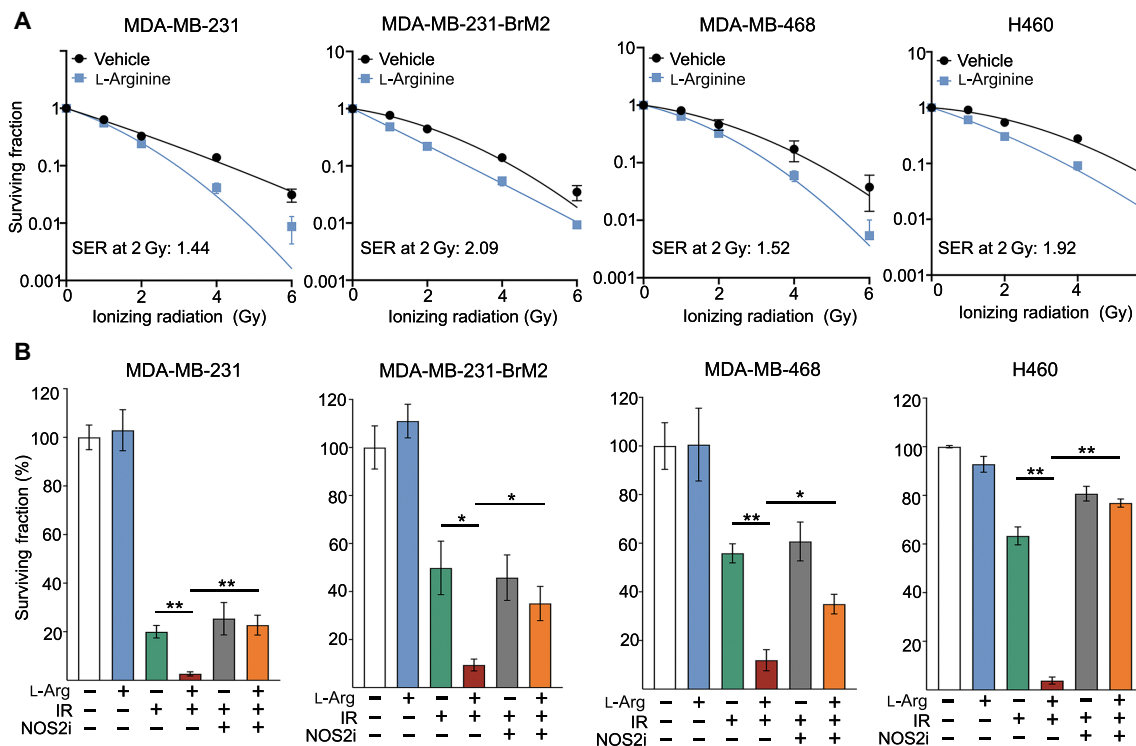 A
MDA-MB-231
MDA-MB-231-BrM2
MDA-MB-468
H460
Surviving fraction
10
1
0.1
0.01
0.001
Vehicle
L-Arginine
SER at 2 Gy: 1.44
0 2 4 6
Ionizing radiation (Gy)
10
1
0.1
0.01
0.001
Vehicle
L-Arginine
SER at 2 Gy: 2.09
0 2 4 6
Ionizing radiation (Gy)
10
1
0.1
0.01
0.001
Vehicle
L-Arginine
SER at 2 Gy: 1.52
0 2 4 6
Ionizing radiation (Gy)
10
1
0.1
0.01
0.001
Vehicle
L-Arginine
SER at 2 Gy: 1.92
0 2 4
Ionizing radiation (Gy)
B
MDA-MB-231
MDA-MB-231-BrM2
MDA-MB-468
H460
Surviving fraction (%)
120
100
80
60
40
20
** **
L-Arg − + − + − +
IR − − + + + +
NOS2i − − − − + +
120
100
80
60
40
20
* *
L-Arg − + − + − +
IR − − + + + +
NOS2i − − − − + +
120
100
80
60
40
20
** *
L-Arg − + − + − +
IR − − + + + +
NOS2i − − − − + +
120
100
80
60
40
20
** **
L-Arg − + − + − +
IR − − + + + +
NOS2i − − − − + +